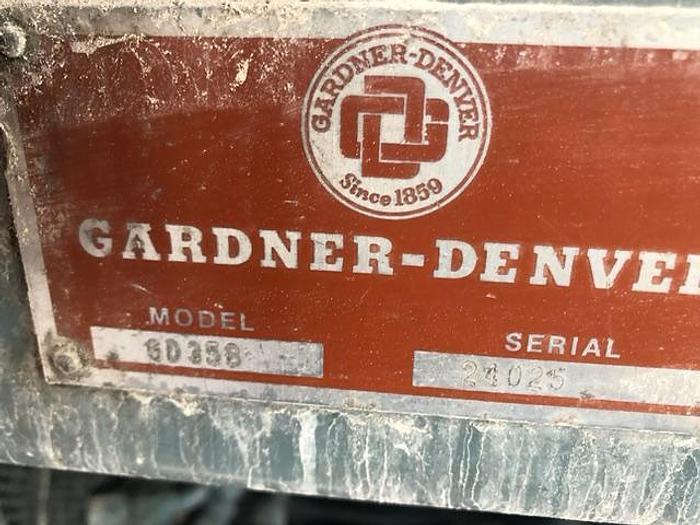 GARDNER-DENVER
Since 1859
GARDNER-DENVER
MODEL
SERIAL
24025